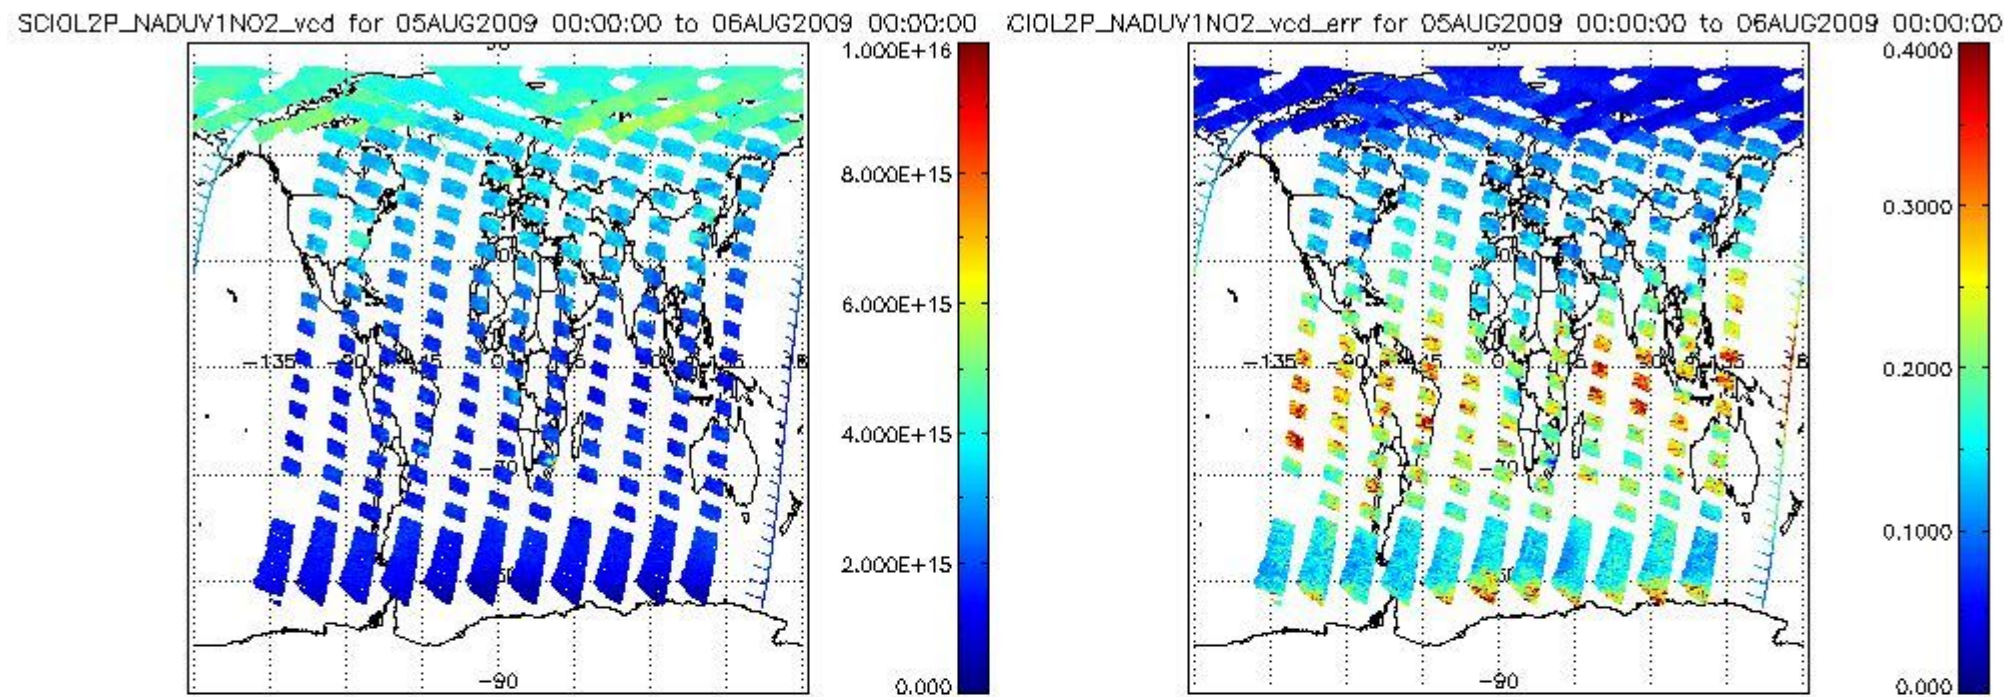 SCIOL2P_NADUV1NO2_vcd for 05AUG2009 00:00:00 to 06AUG2009 00:00:00
CIOL2P_NADUV1NO2_vcd_err for 05AUG2009 00:00:00 to 06AUG2009 00:00:00
1.000E+16
8.000E+15
6.000E+15
4.000E+15
2.000E+15
0.000
-135
-90
0
-90
0.4000
0.3000
0.2000
0.1000
0.000
-135
-90
0
-90